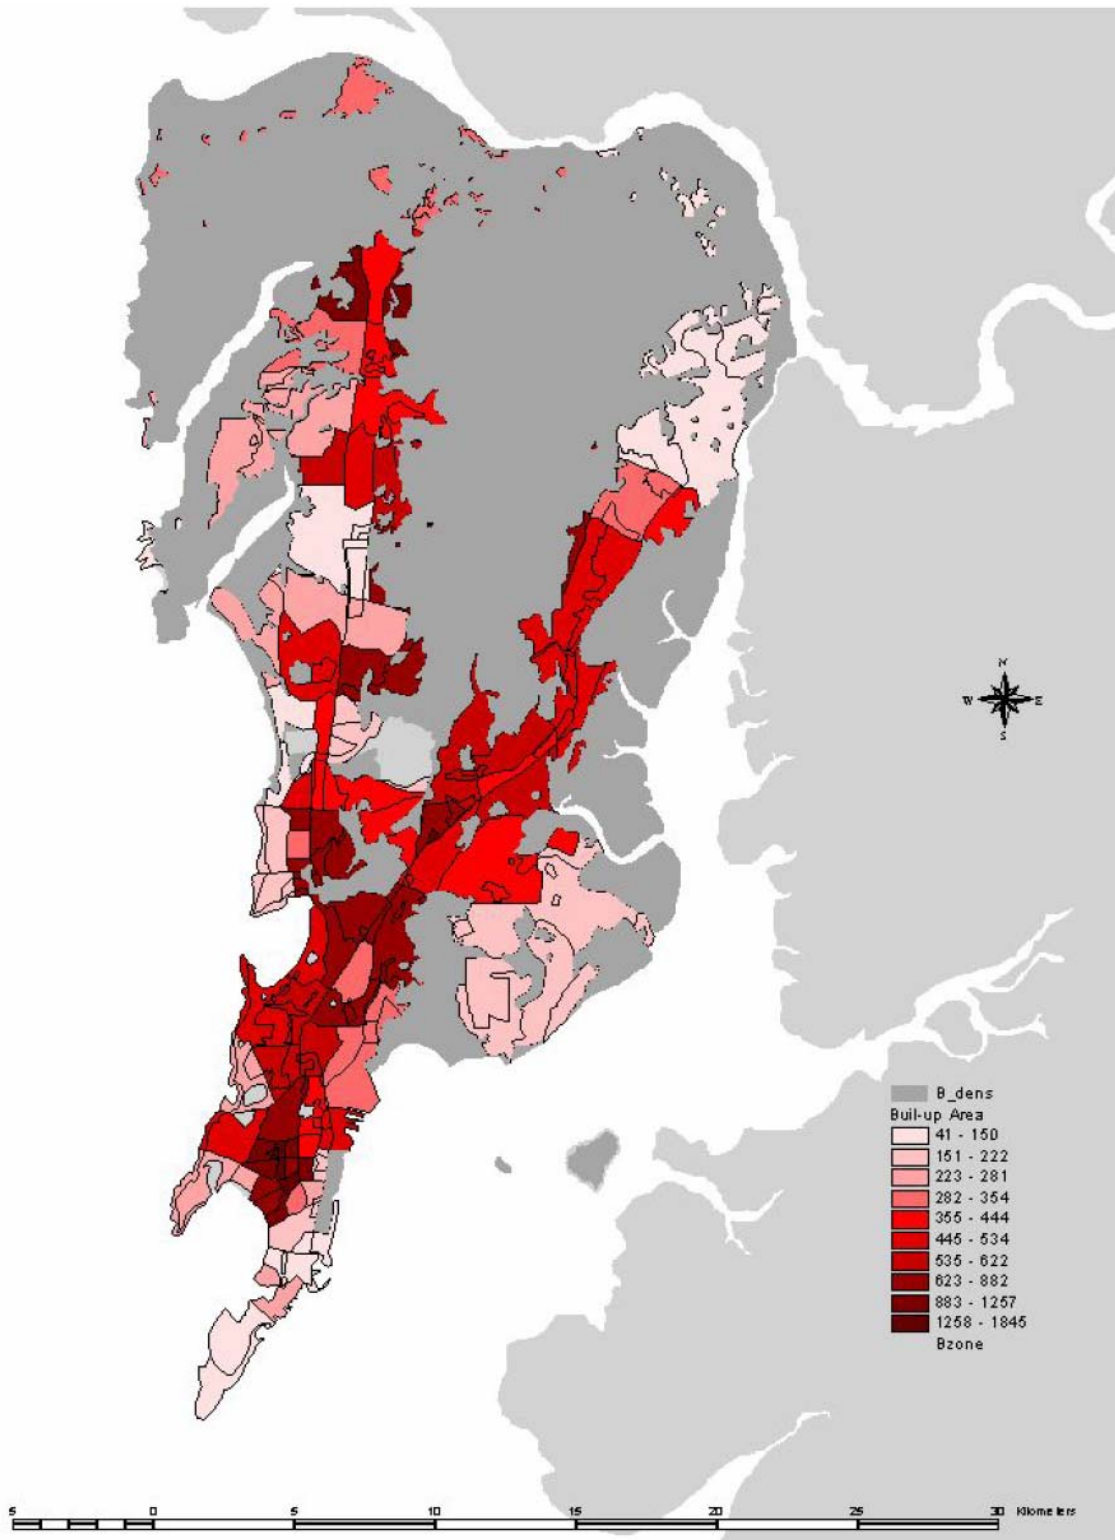 N
W E
S
B_dens
Buil-up Area
41 - 150
151 - 222
223 - 281
282 - 354
355 - 444
445 - 534
535 - 622
623 - 882
883 - 1257
1258 - 1845
Bzone
5 0 5 10 15 20 25 30 Kilometers